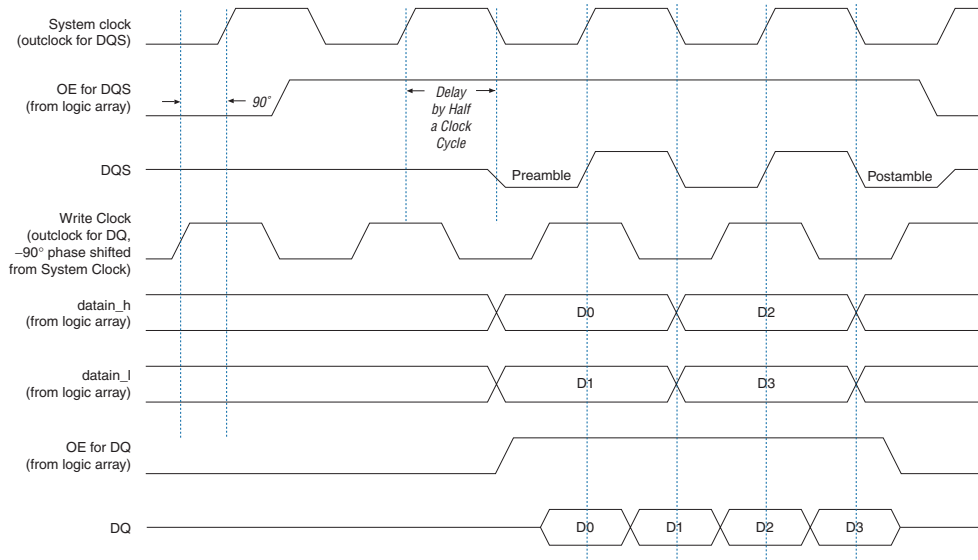 System clock
(outclock for DQS)
OE for DQS
(from logic array)
90°
Delay
by Half
a Clock
Cycle
DQS
Preamble
Postamble
Write Clock
(outclock for DQ,
−90° phase shifted
from System Clock)
datain_h
(from logic array)
D0
D2
datain_l
(from logic array)
D1
D3
OE for DQ
(from logic array)
DQ
D0
D1
D2
D3